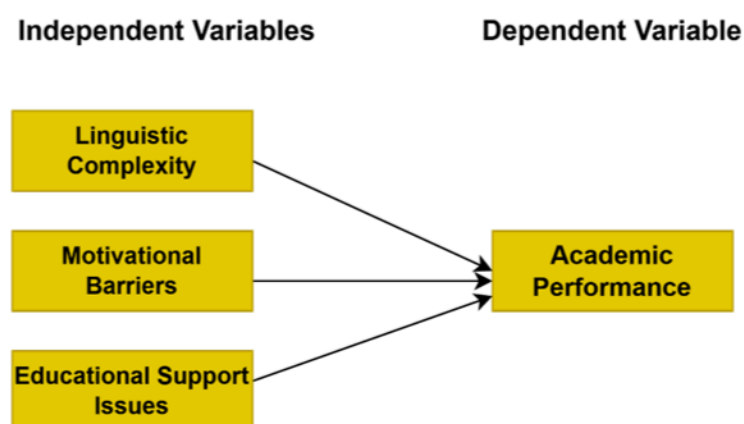 Independent Variables
Dependent Variable
Linguistic
Complexity
Motivational
Barriers
Academic
Performance
Educational Support
Issues